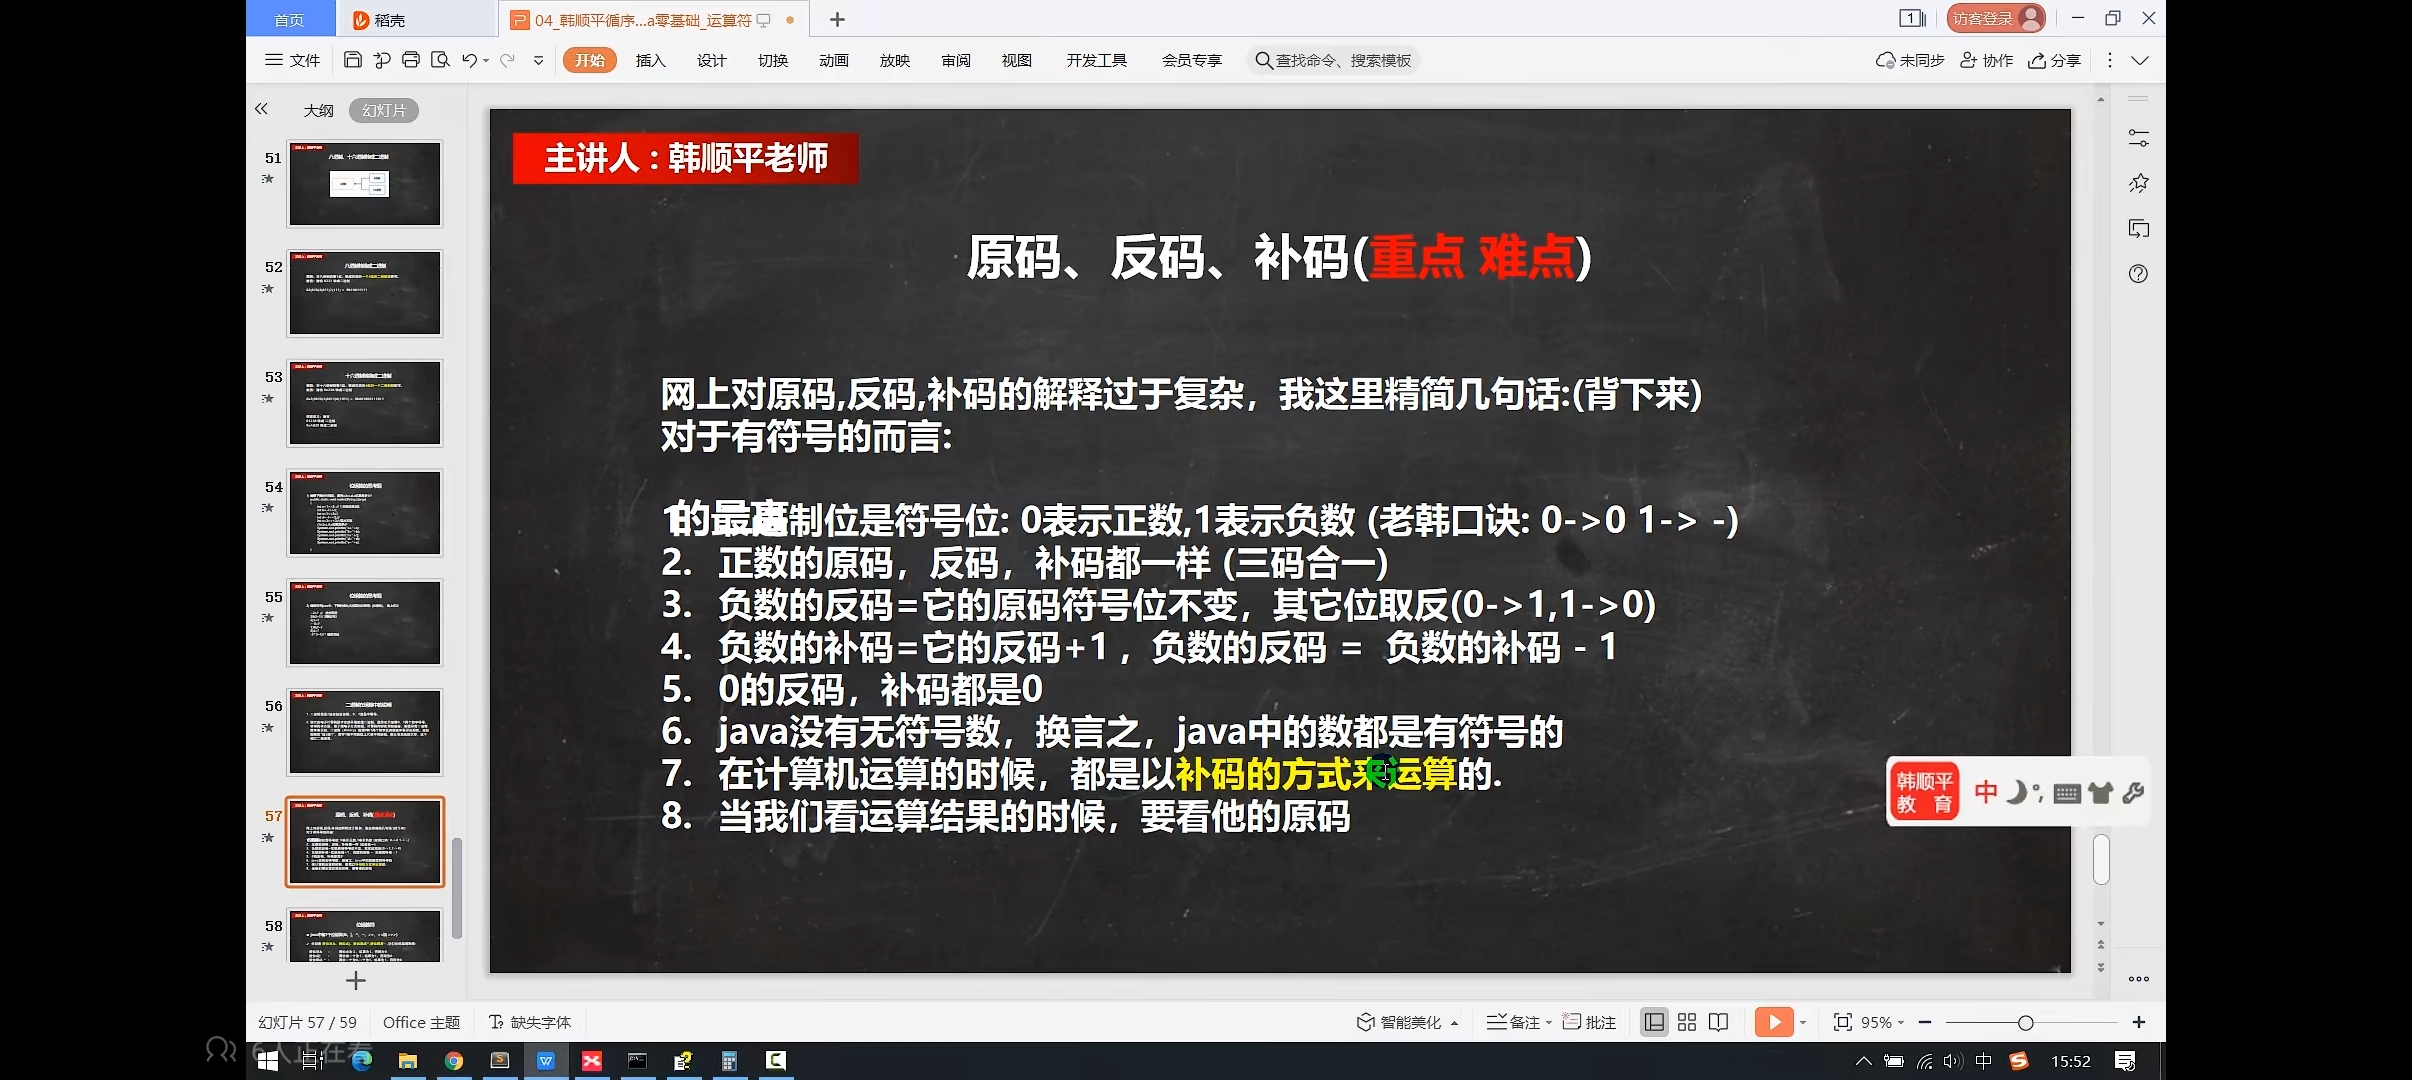 首页
稻壳
04_韩顺平循序...a零基础_运算符
访客登录
文件
开始
插入
设计
切换
动画
放映
审阅
视图
开发工具
会员专享
查找命令、搜索模板
未同步
协作
分享
大纲
幻灯片
51
52
53
54
55
56
57
58
主讲人：韩顺平老师
原码、反码、补码(重点 难点)
网上对原码,反码,补码的解释过于复杂，我这里精简几句话:(背下来)
对于有符号的而言:
的最高
制位是符号位: 0表示正数,1表示负数 (老韩口诀: 0->0 1-> -)
2. 正数的原码，反码，补码都一样 (三码合一)
3. 负数的反码=它的原码符号位不变，其它位取反(0->1,1->0)
4. 负数的补码=它的反码+1，负数的反码 = 负数的补码 - 1
5. 0的反码，补码都是0
6. java没有无符号数，换言之，java中的数都是有符号的
7. 在计算机运算的时候，都是以补码的方式来运算的.
8. 当我们看运算结果的时候，要看他的原码
韩顺平
教 育
中
幻灯片 57 / 59
Office 主题
缺失字体
智能美化
备注
批注
95%
6人正在看
中
15:52